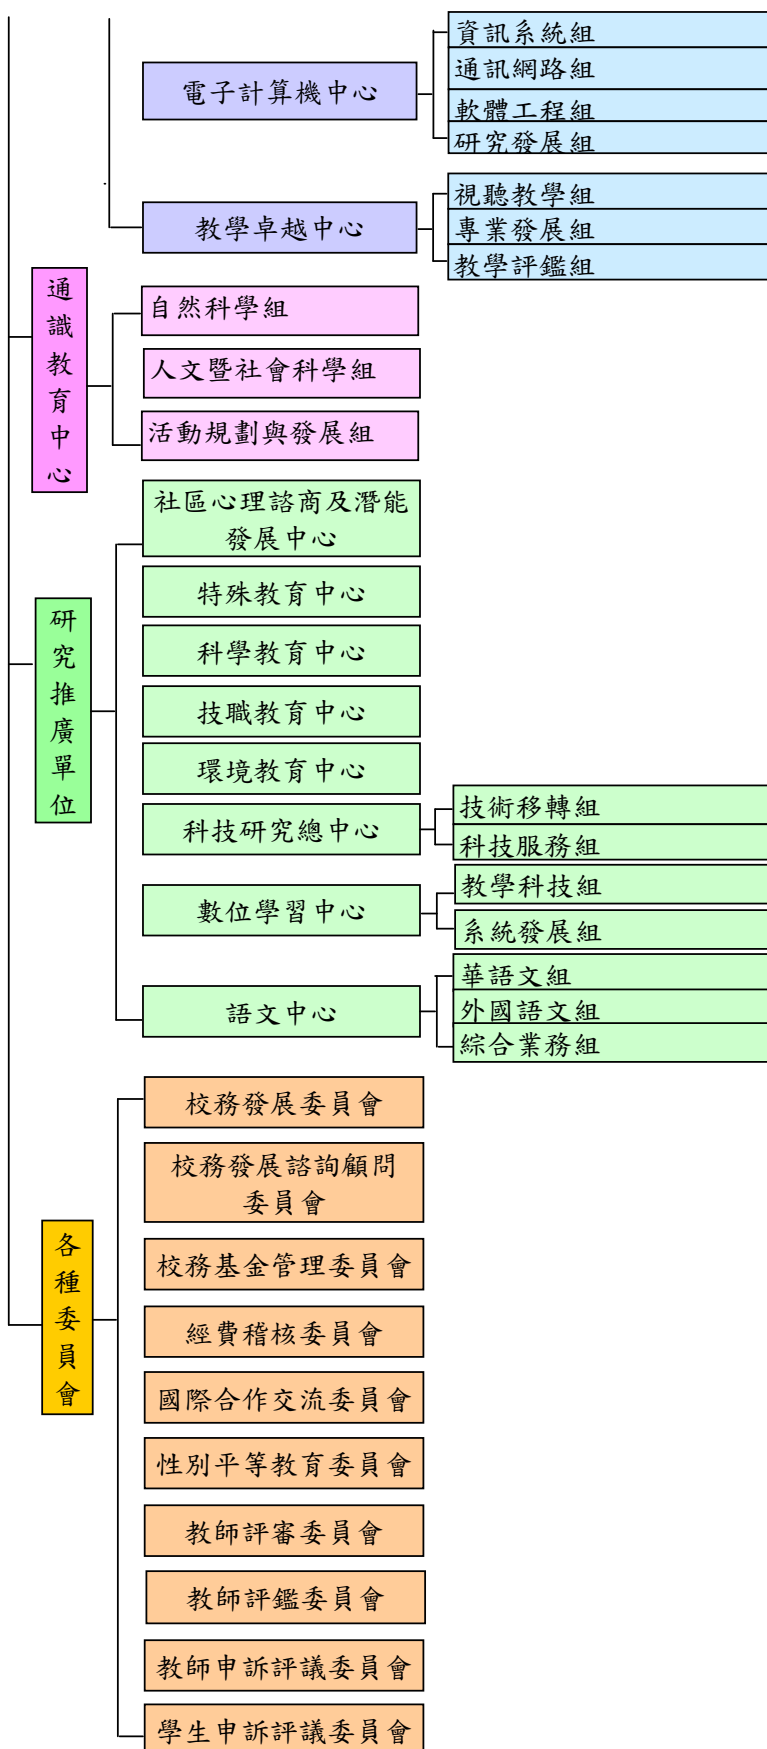 資訊系統組
通訊網路組
電子計算機中心
軟體工程組
研究發展組
視聽教學組
教學卓越中心
專業發展組
教學評鑑組
通識教育中心
自然科學組
人文暨社會科學組
活動規劃與發展組
研究推廣單位
社區心理諮商及潛能
發展中心
特殊教育中心
科學教育中心
技職教育中心
環境教育中心
科技研究總中心
技術移轉組
科技服務組
數位學習中心
教學科技組
系統發展組
語文中心
華語文組
外國語文組
綜合業務組
各種委員會
校務發展委員會
校務發展諮詢顧問
委員會
校務基金管理委員會
經費稽核委員會
國際合作交流委員會
性別平等教育委員會
教師評審委員會
教師評鑑委員會
教師申訴評議委員會
學生申訴評議委員會